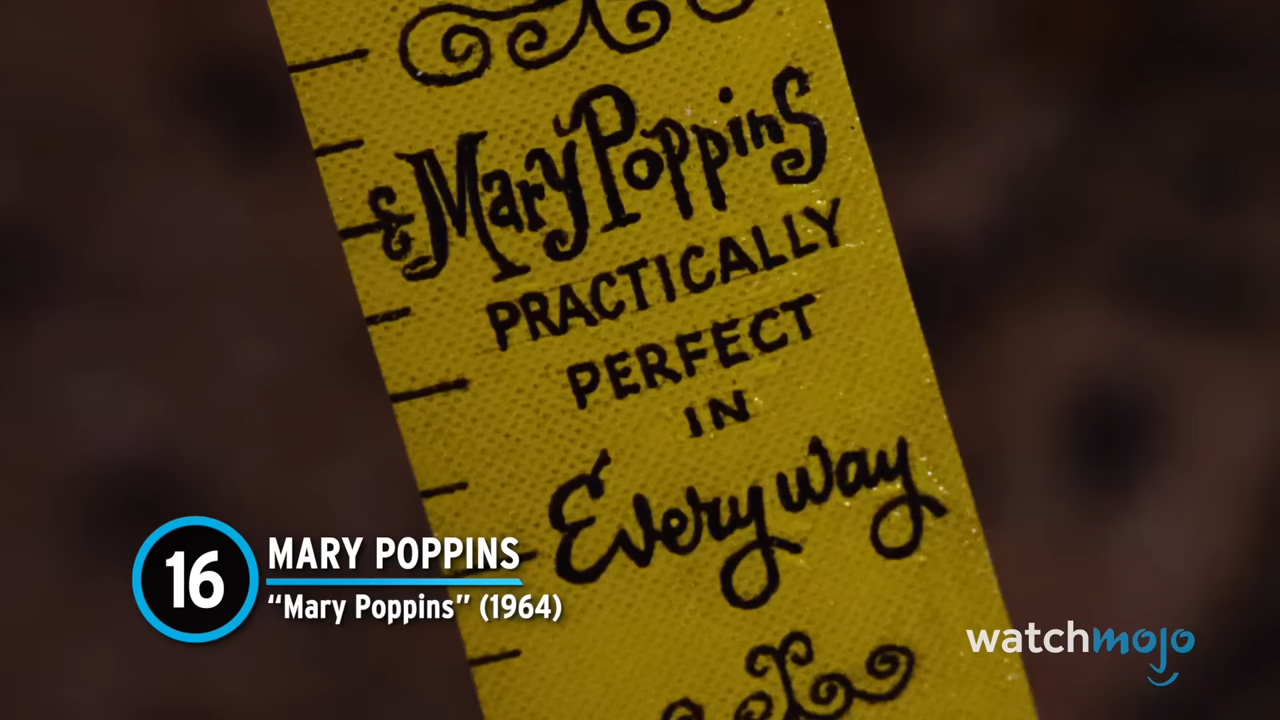 & Mary Poppins
PRACTICALLY
PERFECT
IN
Every way
16
MARY POPPINS
“Mary Poppins” (1964)
watchmojo